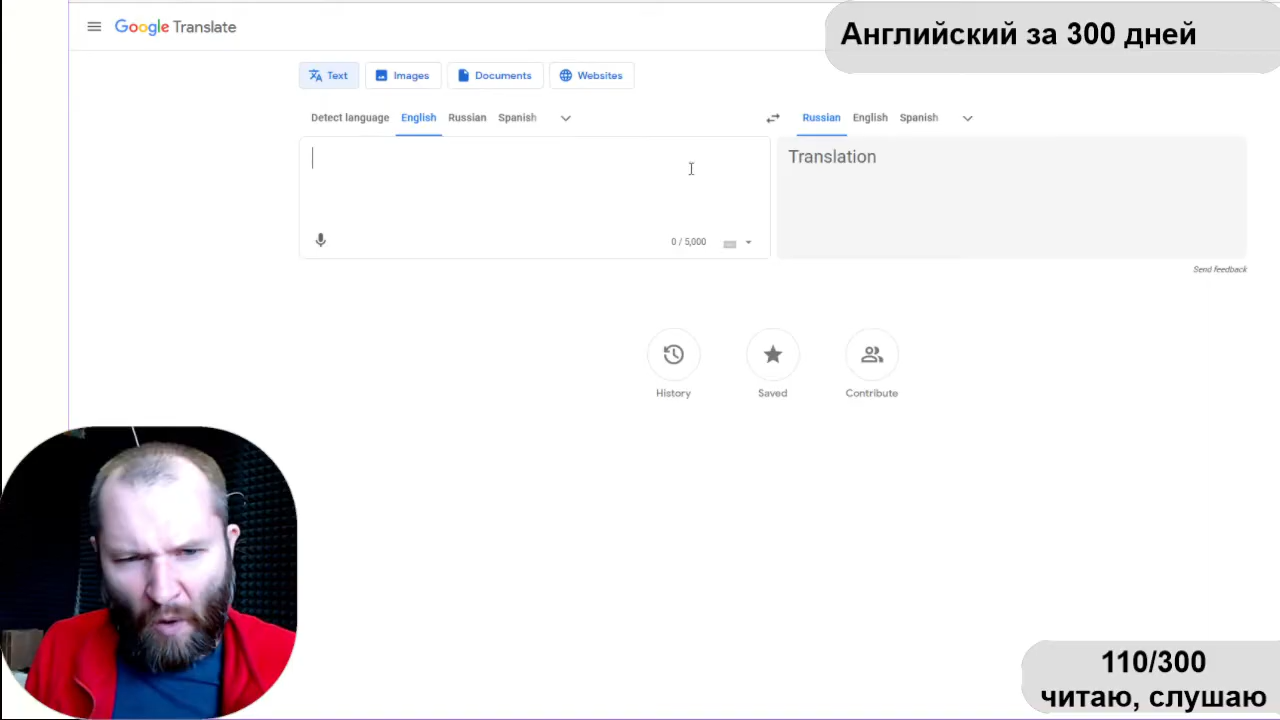 Google Translate
Английский за 300 дней
Text
Images
Documents
Websites
Detect language
English
Russian
Spanish
Russian
English
Spanish
Translation
0 / 5,000
Send feedback
History
Saved
Contribute
110/300
читаю, слушаю